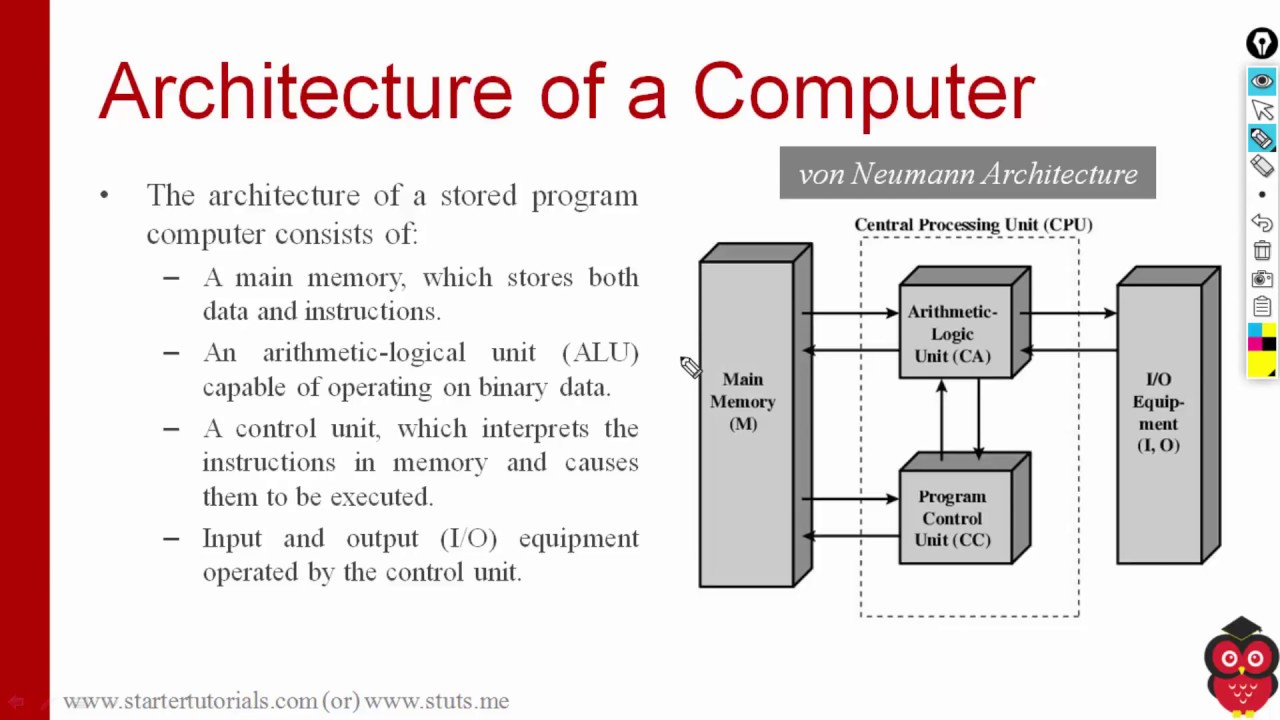 Architecture of a Computer
von Neumann Architecture
• The architecture of a stored program
computer consists of:
– A main memory, which stores both
data and instructions.
– An arithmetic-logical unit (ALU)
capable of operating on binary data.
– A control unit, which interprets the
instructions in memory and causes
them to be executed.
– Input and output (I/O) equipment
operated by the control unit.
Central Processing Unit (CPU)
Main
Memory
(M)
Arithmetic-
Logic
Unit (CA)
Program
Control
Unit (CC)
I/O
Equip-
ment
(I, O)
www.startertutorials.com (or) www.stuts.me